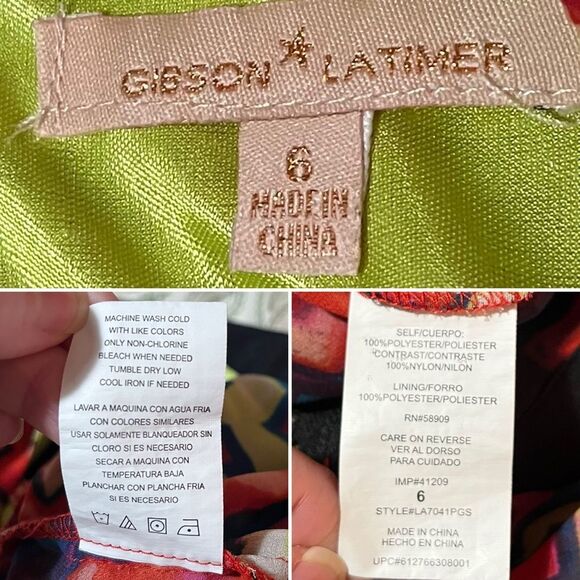 GIBSON LATIMER
6
MADE IN
CHINA
MACHINE WASH COLD
WITH LIKE COLORS
ONLY NON-CHLORINE
BLEACH WHEN NEEDED
TUMBLE DRY LOW
COOL IRON IF NEEDED
LAVAR A MAQUINA CON AGUA FRIA
CON COLORES SIMILARES
USAR SOLAMENTE BLANQUEADOR SIN
CLORO SI ES NECESARIO
SECAR A MAQUINA CON
TEMPERATURA BAJA
PLANCHAR CON PLANCHA FRIA
SI ES NECESARIO
SELF/CUERPO:
100%POLYESTER/POLIESTER
CONTRAST/CONTRASTE
100%NYLON/NILON
LINING/FORRO
100%POLYESTER/POLIESTER
RN#58909
CARE ON REVERSE
VER AL DORSO
PARA CUIDADO
IMP#41209
6
STYLE#LA7041PGS
MADE IN CHINA
HECHO EN CHINA
UPC#612766308001